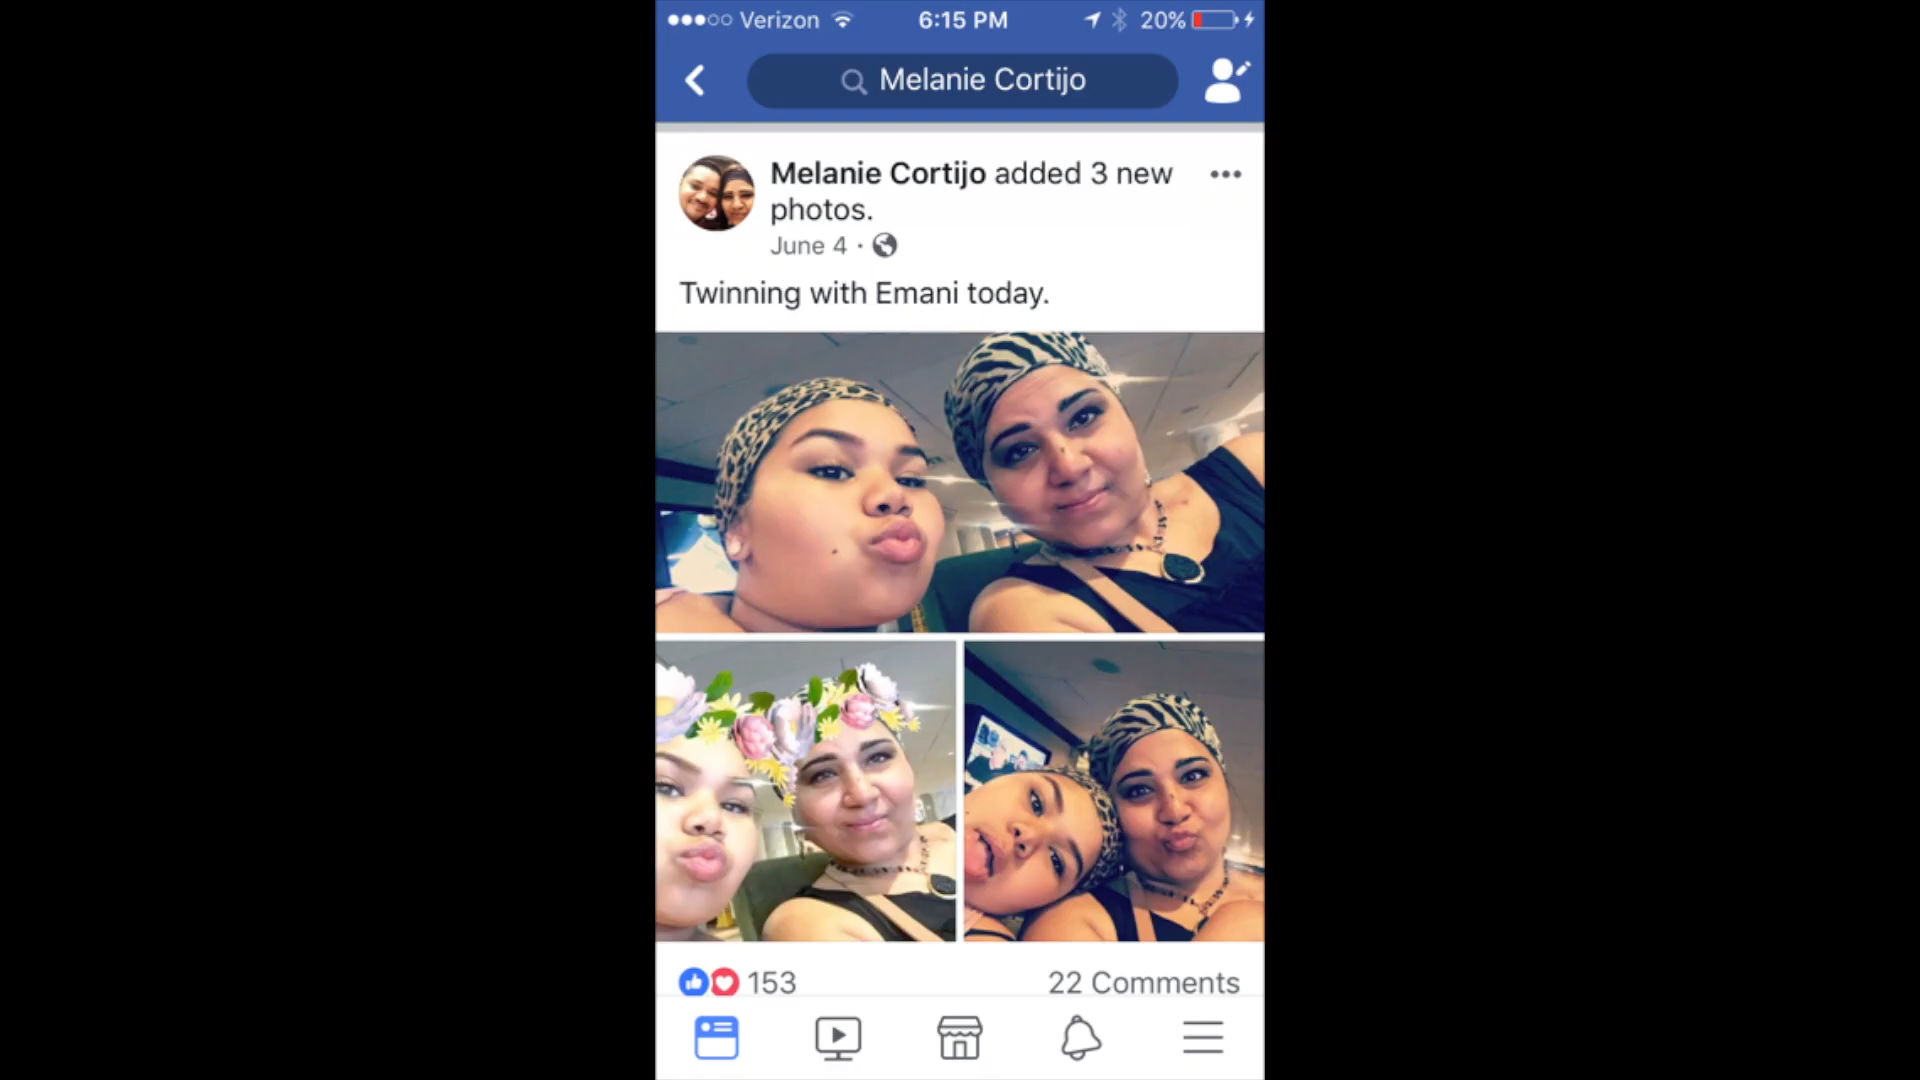 Verizon 6:15 PM 20%
Melanie Cortijo
Melanie Cortijo added 3 new
photos.
June 4 ·
Twinning with Emani today.
153 22 Comments